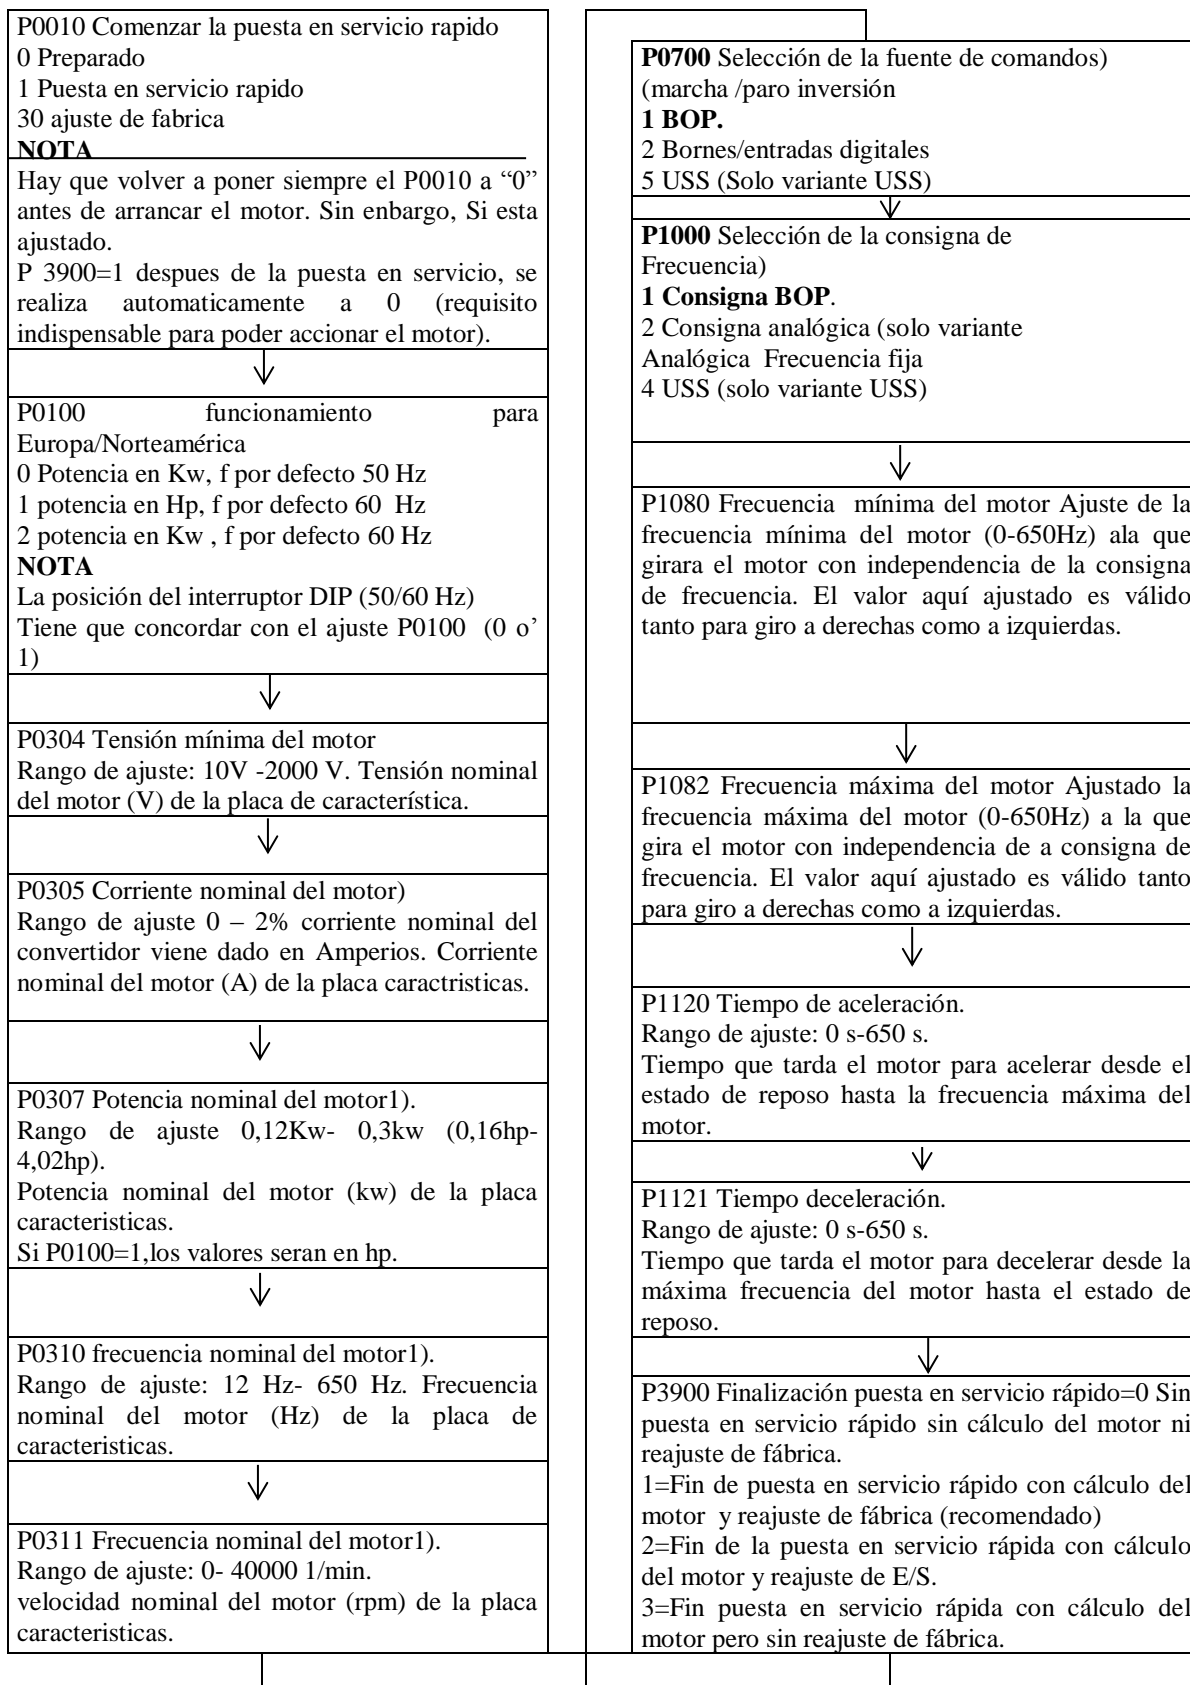 P0010 Comenzar la puesta en servicio rapido
0 Preparado
1 Puesta en servicio rapido
30 ajuste de fabrica
NOTA
Hay que volver a poner siempre el P0010 a “0”
antes de arrancar el motor. Sin enbargo, Si esta
ajustado.
P 3900=1 despues de la puesta en servicio, se
realiza automaticamente a 0 (requisito
indispensable para poder accionar el motor).
P0100 funcionamiento para
Europa/Norteamérica
0 Potencia en Kw, f por defecto 50 Hz
1 potencia en Hp, f por defecto 60 Hz
2 potencia en Kw , f por defecto 60 Hz
NOTA
La posición del interruptor DIP (50/60 Hz)
Tiene que concordar con el ajuste P0100 (0 o’
1)
P0304 Tensión mínima del motor
Rango de ajuste: 10V -2000 V. Tensión nominal
del motor (V) de la placa de característica.
P0305 Corriente nominal del motor)
Rango de ajuste 0 – 2% corriente nominal del
convertidor viene dado en Amperios. Corriente
nominal del motor (A) de la placa caractristicas.
P0307 Potencia nominal del motor1).
Rango de ajuste 0,12Kw- 0,3kw (0,16hp-
4,02hp).
Potencia nominal del motor (kw) de la placa
caracteristicas.
Si P0100=1,los valores seran en hp.
P0310 frecuencia nominal del motor1).
Rango de ajuste: 12 Hz- 650 Hz. Frecuencia
nominal del motor (Hz) de la placa de
caracteristicas.
P0311 Frecuencia nominal del motor1).
Rango de ajuste: 0- 40000 1/min.
velocidad nominal del motor (rpm) de la placa
caracteristicas.
P0700 Selección de la fuente de comandos)
(marcha /paro inversión
1 BOP.
2 Bornes/entradas digitales
5 USS (Solo variante USS)
P1000 Selección de la consigna de
Frecuencia)
1 Consigna BOP.
2 Consigna analógica (solo variante
Analógica Frecuencia fija
4 USS (solo variante USS)
P1080 Frecuencia mínima del motor Ajuste de la
frecuencia mínima del motor (0-650Hz) ala que
girara el motor con independencia de la consigna
de frecuencia. El valor aquí ajustado es válido
tanto para giro a derechas como a izquierdas.
P1082 Frecuencia máxima del motor Ajustado la
frecuencia máxima del motor (0-650Hz) a la que
gira el motor con independencia de a consigna de
frecuencia. El valor aquí ajustado es válido tanto
para giro a derechas como a izquierdas.
P1120 Tiempo de aceleración.
Rango de ajuste: 0 s-650 s.
Tiempo que tarda el motor para acelerar desde el
estado de reposo hasta la frecuencia máxima del
motor.
P1121 Tiempo deceleración.
Rango de ajuste: 0 s-650 s.
Tiempo que tarda el motor para decelerar desde la
máxima frecuencia del motor hasta el estado de
reposo.
P3900 Finalización puesta en servicio rápido=0 Sin
puesta en servicio rápido sin cálculo del motor ni
reajuste de fábrica.
1=Fin de puesta en servicio rápido con cálculo del
motor y reajuste de fábrica (recomendado)
2=Fin de la puesta en servicio rápida con cálculo
del motor y reajuste de E/S.
3=Fin puesta en servicio rápida con cálculo del
motor pero sin reajuste de fábrica.